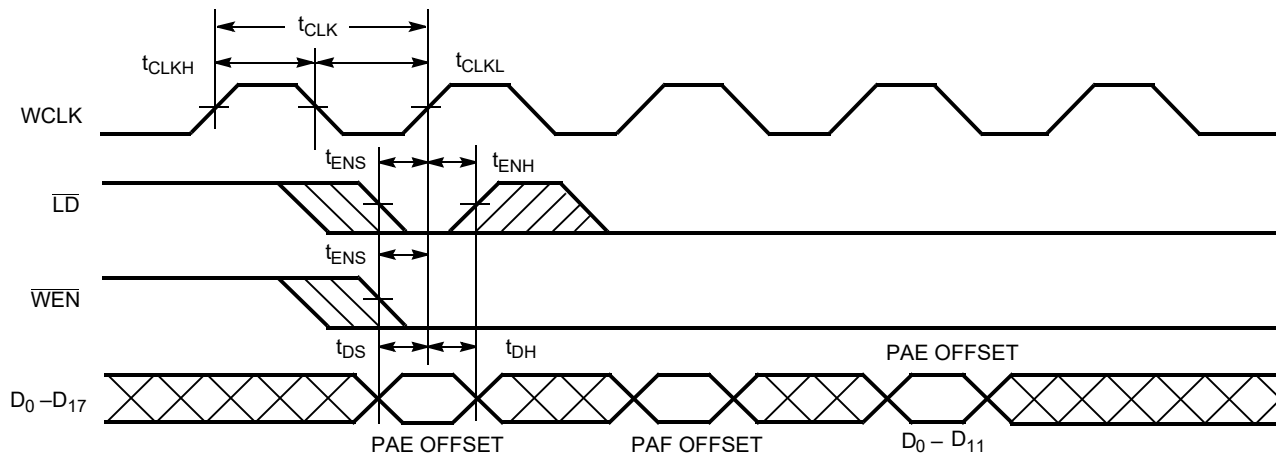 tCLK
tCLKH
tCLKL
WCLK
tENS
tENH
LD
tENS
WEN
tDS
tDH
PAE OFFSET
D0 –D17
PAE OFFSET
PAF OFFSET
D0 – D11